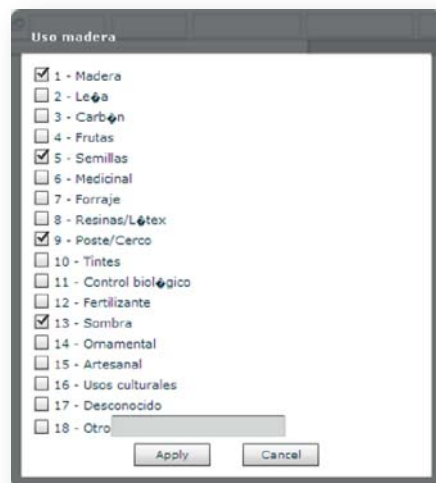 Uso madera
1 - Madera
2 - Le�a
3 - Carb�n
4 - Frutas
5 - Semillas
6 - Medicinal
7 - Forraje
8 - Resinas/L�tex
9 - Poste/Cerco
10 - Tintes
11 - Control biol�gico
12 - Fertilizante
13 - Sombra
14 - Ornamental
15 - Artesanal
16 - Usos culturales
17 - Desconocido
18 - Otro
Apply Cancel